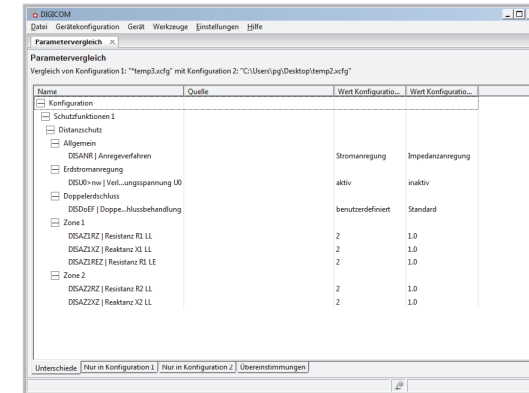 DIGICOM
Datei Gerätekonfiguration Gerät Werkzeuge Einstellungen Hilfe
Parametervergleich
Parametervergleich
Vergleich von Konfiguration 1: "*temp3.xcfg" mit Konfiguration 2: "C:\Users\pg\Desktop\temp2.xcfg"
Name Quelle Wert Konfiguratio... Wert Konfiguratio...
Konfiguration
Schutzfunktionen 1
Distanzschutz
Allgemein
DISANR | Anregeverfahren Stromanregung Impedanzanregung
Erdstromanregung
DISU0>nw | Verl...ungsspannung U0 aktiv inaktiv
Doppelerdschluss
DISDoEF | Doppe...hlussbehandlung benutzerdefiniert Standard
Zone 1
DISAZ1RZ | Resistanz R1 LL 2 1.0
DISAZ1XZ | Reaktanz X1 LL 2 1.0
DISAZ1REZ | Resistanz R1 LE 2 1.0
Zone 2
DISAZ2RZ | Resistanz R2 LL 2 1.0
DISAZ2XZ | Reaktanz X2 LL 2 1.0
Unterschiede Nur in Konfiguration 1 Nur in Konfiguration 2 Übereinstimmungen